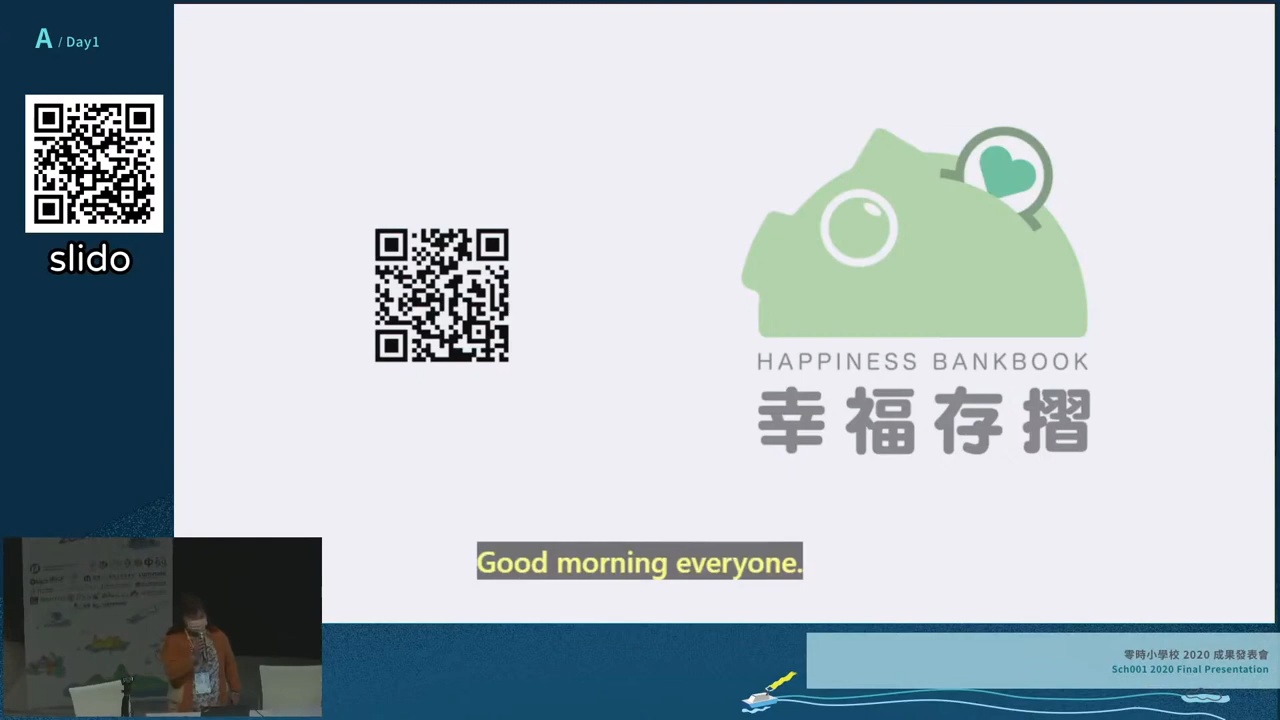 A / Day1
slido
HAPPINESS BANKBOOK
幸福存摺
Good morning everyone.
零時小學校 2020 成果發表會
Sch001 2020 Final Presentation